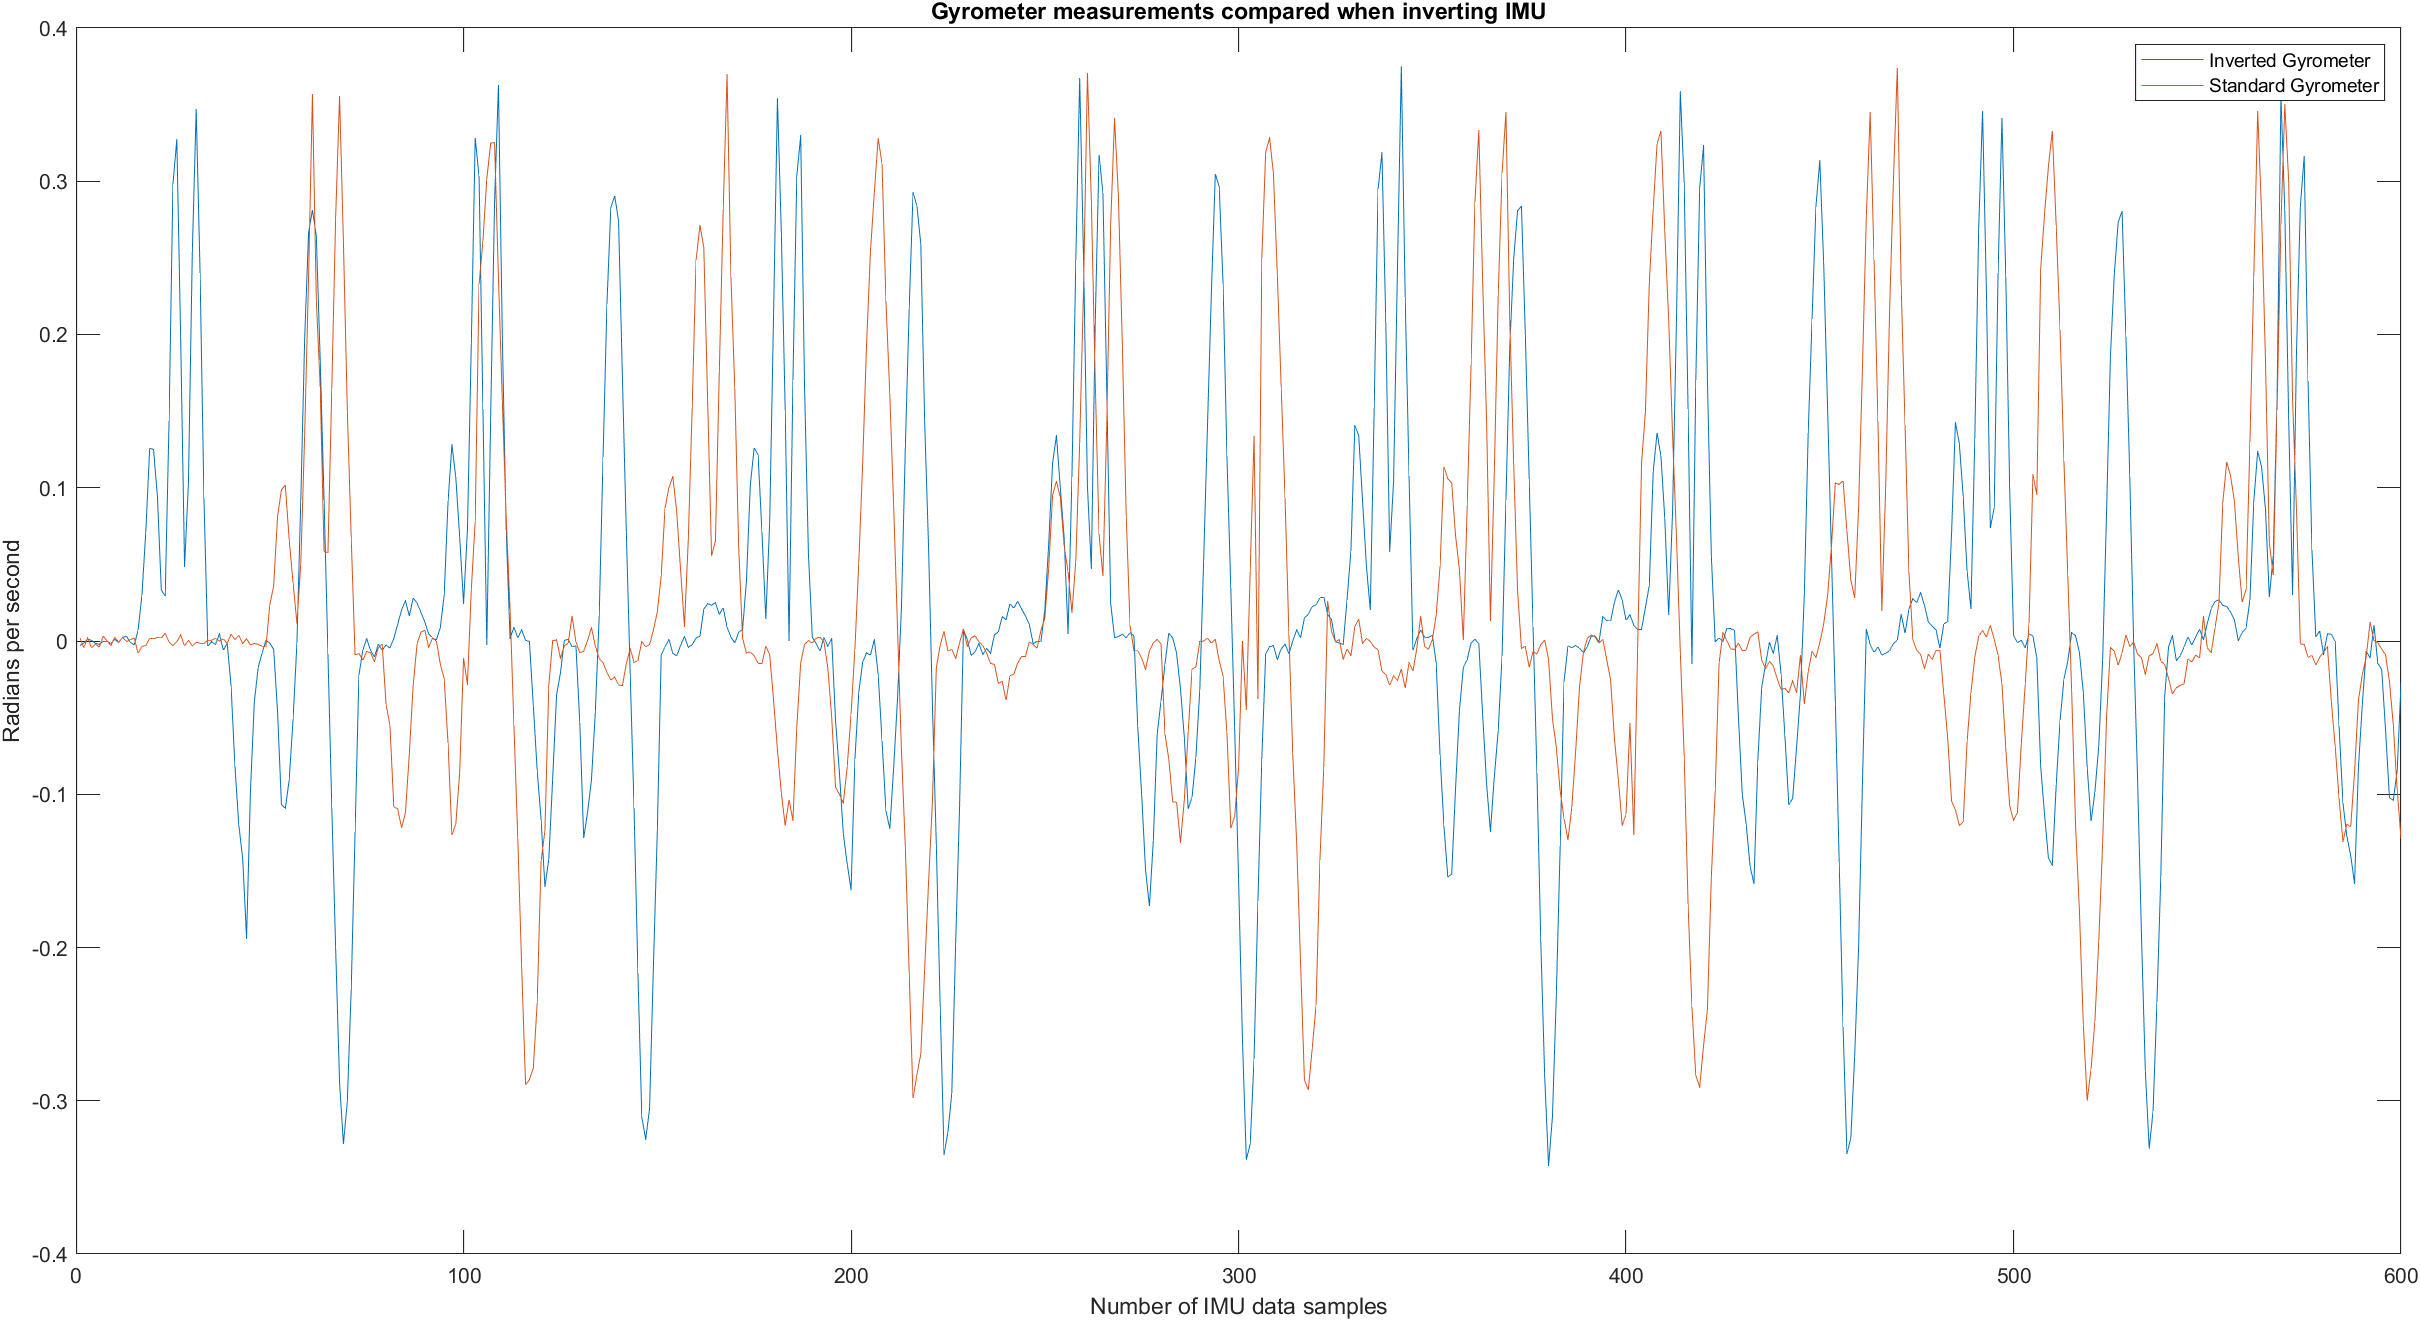 Gyrometer measurements compared when inverting IMU
Inverted Gyrometer
Standard Gyrometer
0.4
0.3
0.2
0.1
0
-0.1
-0.2
-0.3
-0.4
Radians per second
0 100 200 300 400 500 600
Number of IMU data samples